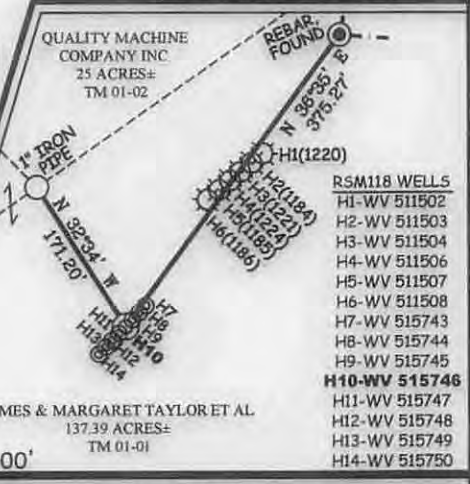 QUALITY MACHINE
COMPANY INC
25 ACRES±
TM 01-02
REBAR,
FOUND
N 36°35' E
375.27'
1" IRON
PIPE
N 32°34' W
171.20'
H1(1220)
H2(1184)
H3(1221)
H4(1224)
H5(1185)
H6(1186)
H7
H8
H9
H10
H11
H12
H13
H14
RSM118 WELLS
H1-WV 511502
H2-WV 511503
H3-WV 511504
H4-WV 511506
H5-WV 511507
H6-WV 511508
H7-WV 515743
H8-WV 515744
H9-WV 515745
H10-WV 515746
H11-WV 515747
H12-WV 515748
H13-WV 515749
H14-WV 515750
MES & MARGARET TAYLOR ET AL
137.39 ACRES±
TM 01-01
00'